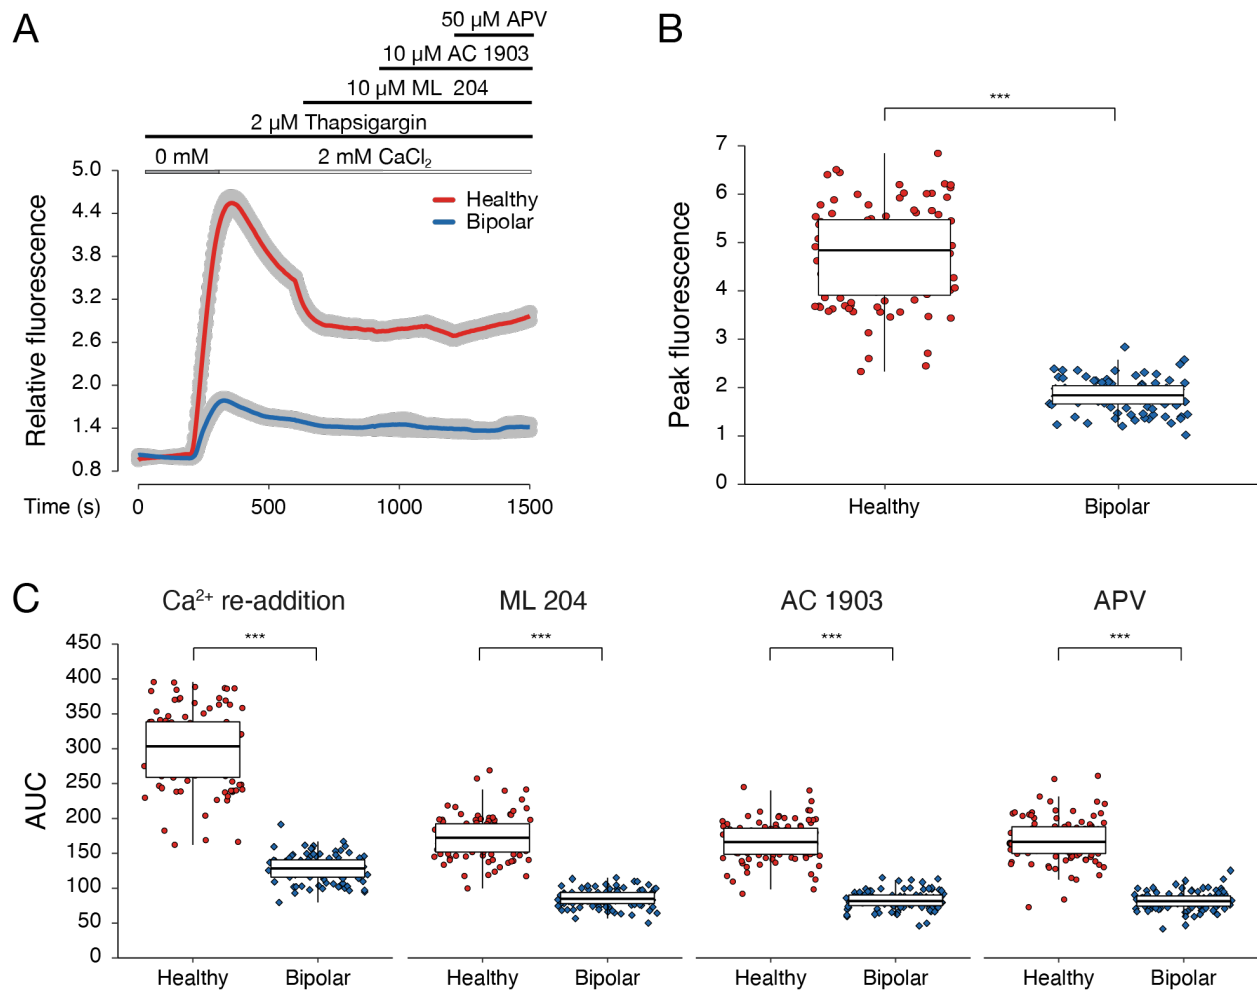 A
50 µM APV
10 µM AC 1903
10 µM ML 204
2 µM Thapsigargin
0 mM 2 mM CaCl₂
5.0
4.4
3.8
3.2
2.6
2.0
1.4
0.8
Relative fluorescence
Healthy
Bipolar
Time (s) 0 500 1000 1500
B
***
7
6
5
4
3
2
1
0
Peak fluorescence
Healthy Bipolar
C
Ca²⁺ re-addition ML 204 AC 1903 APV
*** *** *** ***
450
400
350
300
250
200
150
100
50
0
AUC
Healthy Bipolar Healthy Bipolar Healthy Bipolar Healthy Bipolar